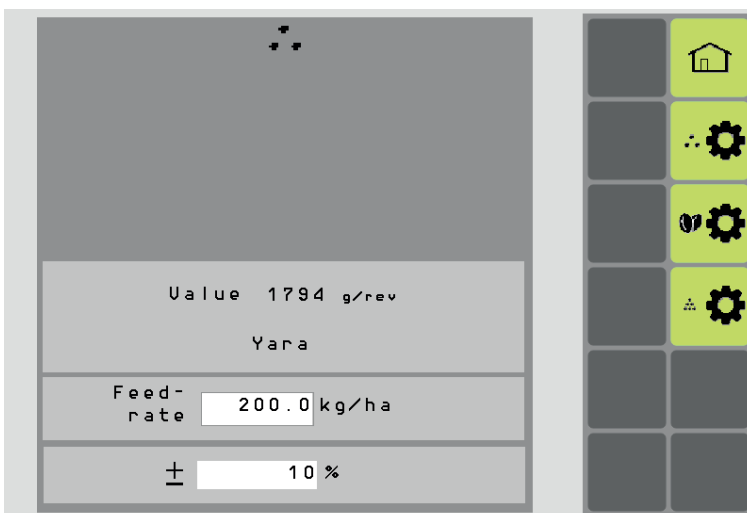 Value 1794 g/rev
Yara
Feed-
rate 200.0 kg/ha
± 10 %